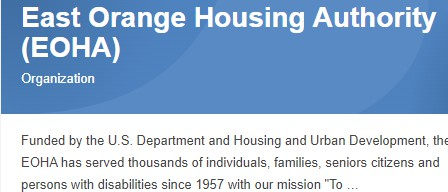 East Orange Housing Authority
(EOHA)
Organization
Funded by the U.S. Department and Housing and Urban Development, the
EOHA has served thousands of individuals, families, seniors citizens and
persons with disabilities since 1957 with our mission "To ...